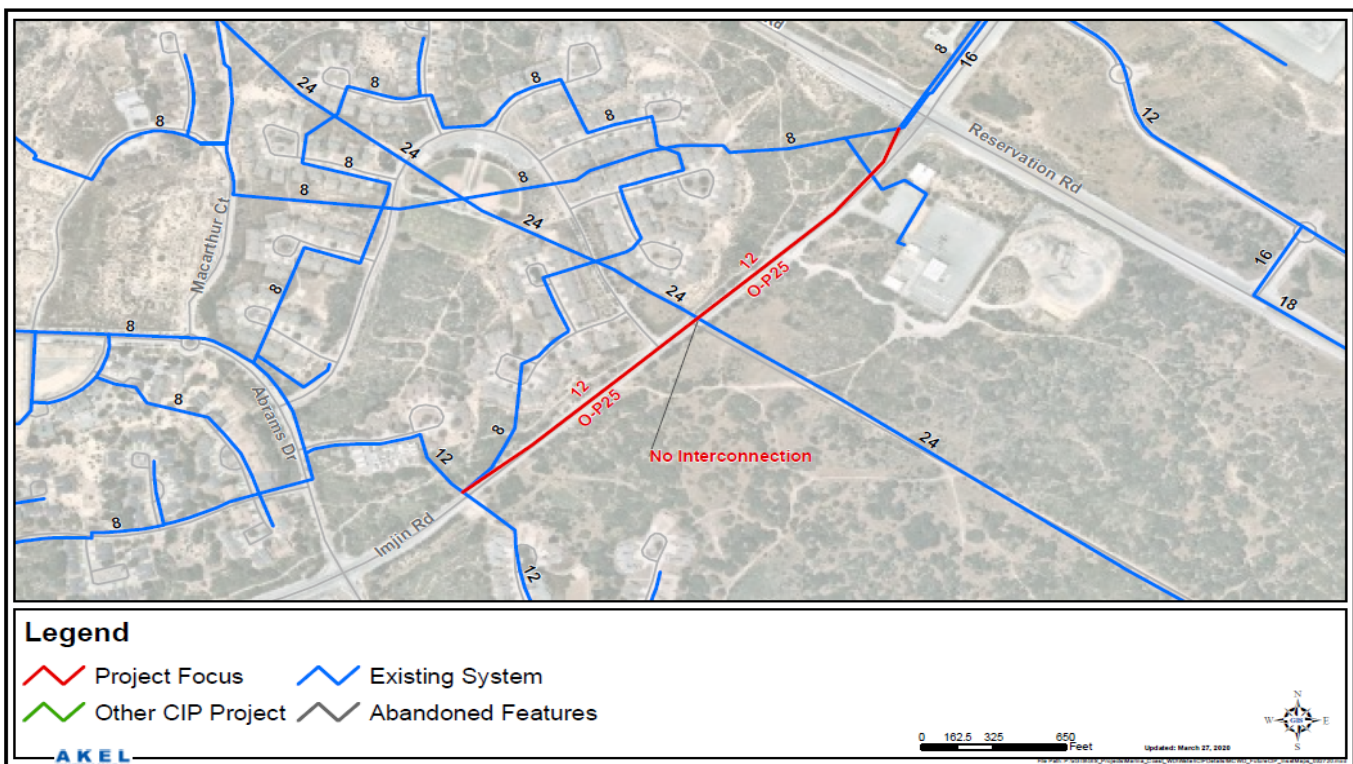 Rd
8
16
24
8
8
12
8
8
Reservation Rd
8
24
8
8
24
Macarthur Ct
12
O-P25
24
16
18
8
8
12
O-P25
8
Abrams Dr
8
24
12
No Interconnection
8
Imjin Rd
12
Legend
Project Focus
Existing System
Other CIP Project
Abandoned Features
N
W
GIS
E
S
0 162.5 325 650
Feet
Updated: March 27, 2020
AKEL